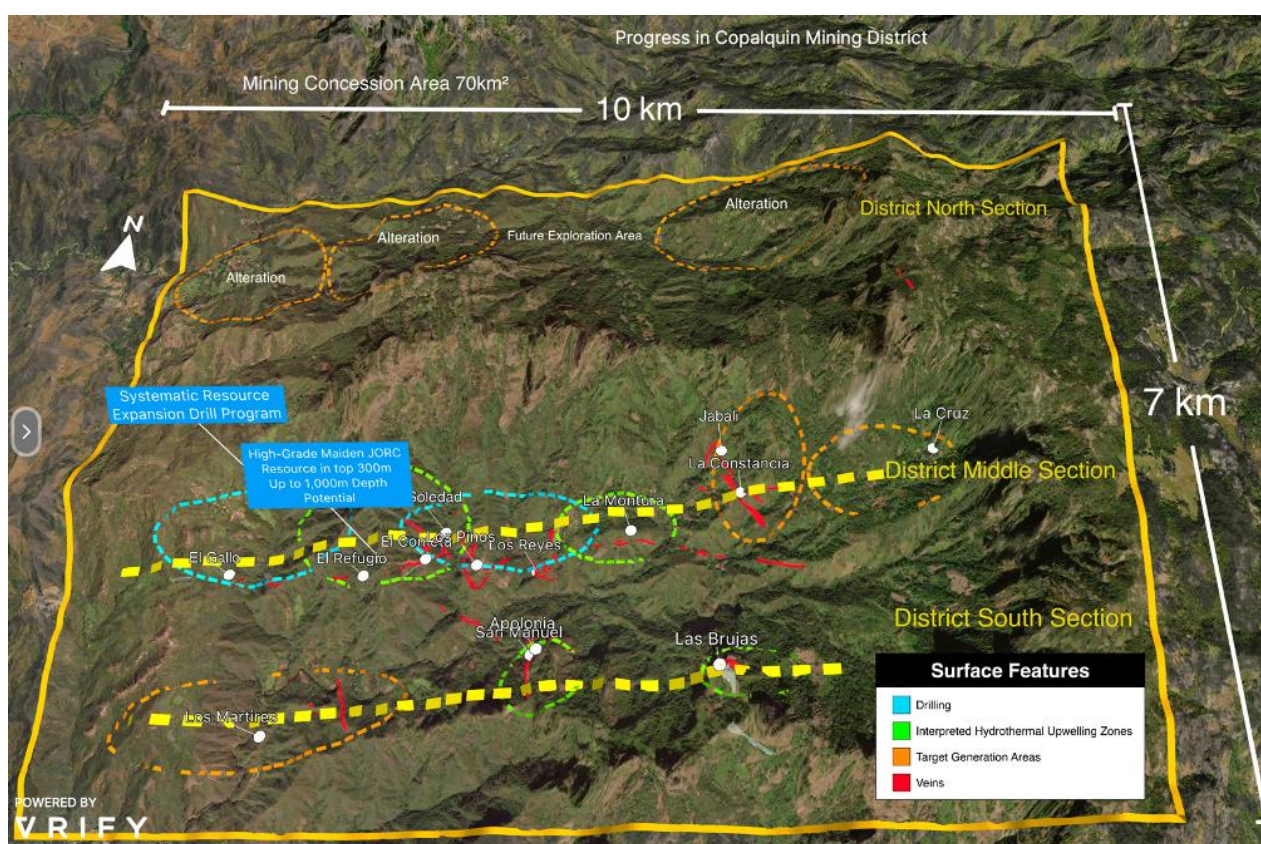 Progress in Copalquin Mining District
Mining Concession Area 70km²
10 km
7 km
N
Alteration
Alteration
Future Exploration Area
Alteration
District North Section
Systematic Resource
Expansion Drill Program
High-Grade Maiden JORC
Resource in top 300m
Up to 1,000m Depth
Potential
Jabali
La Cruz
La Constancia
District Middle Section
Soledad
La Montura
El Cometa
Los Pinos
Los Reyes
El Gallo
El Refugio
Apolonia
San Manuel
Las Brujas
District South Section
Los Martires
Surface Features
Drilling
Interpreted Hydrothermal Upwelling Zones
Target Generation Areas
Veins
POWERED BY
VRIFY